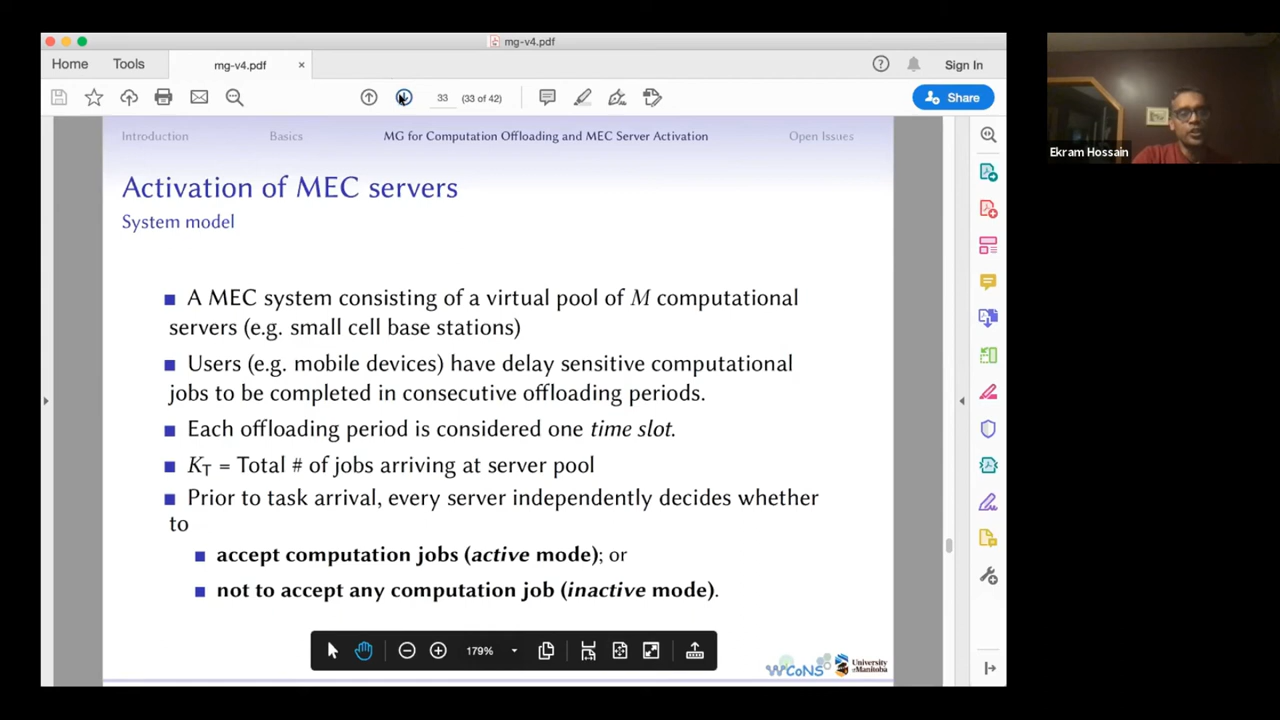 mg-v4.pdf
Home Tools mg-v4.pdf × Sign In
33 (33 of 42) Share
Introduction Basics MG for Computation Offloading and MEC Server Activation Open Issues
Ekram Hossain
Activation of MEC servers
System model
A MEC system consisting of a virtual pool of M computational
servers (e.g. small cell base stations)
Users (e.g. mobile devices) have delay sensitive computational
jobs to be completed in consecutive offloading periods.
Each offloading period is considered one time slot.
K_T = Total # of jobs arriving at server pool
Prior to task arrival, every server independently decides whether
to
accept computation jobs (active mode); or
not to accept any computation job (inactive mode).
179%
WCoNS University of Manitoba